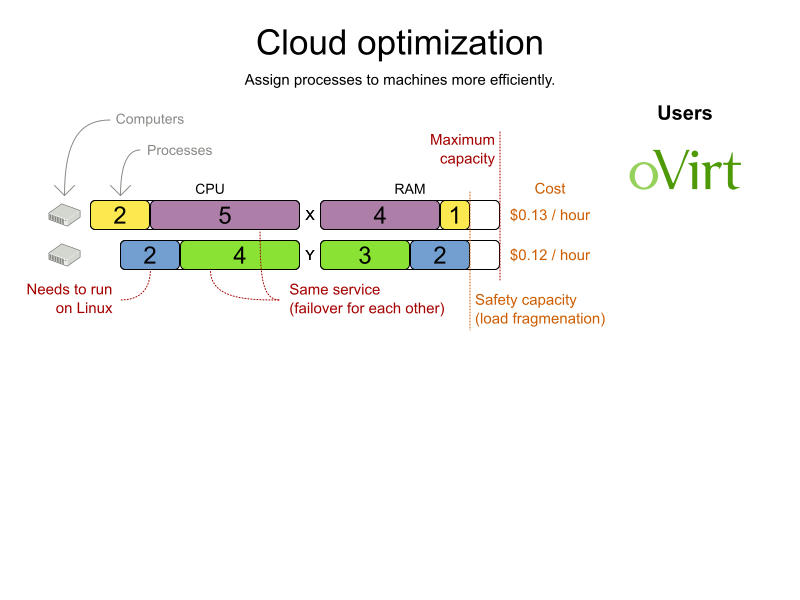 Cloud optimization
Assign processes to machines more efficiently.
Users
oVirt
Computers
Processes
Maximum
capacity
CPU
RAM
Cost
2
5
X
4
1
$0.13 / hour
2
4
Y
3
2
$0.12 / hour
Needs to run
on Linux
Same service
(failover for each other)
Safety capacity
(load fragmenation)